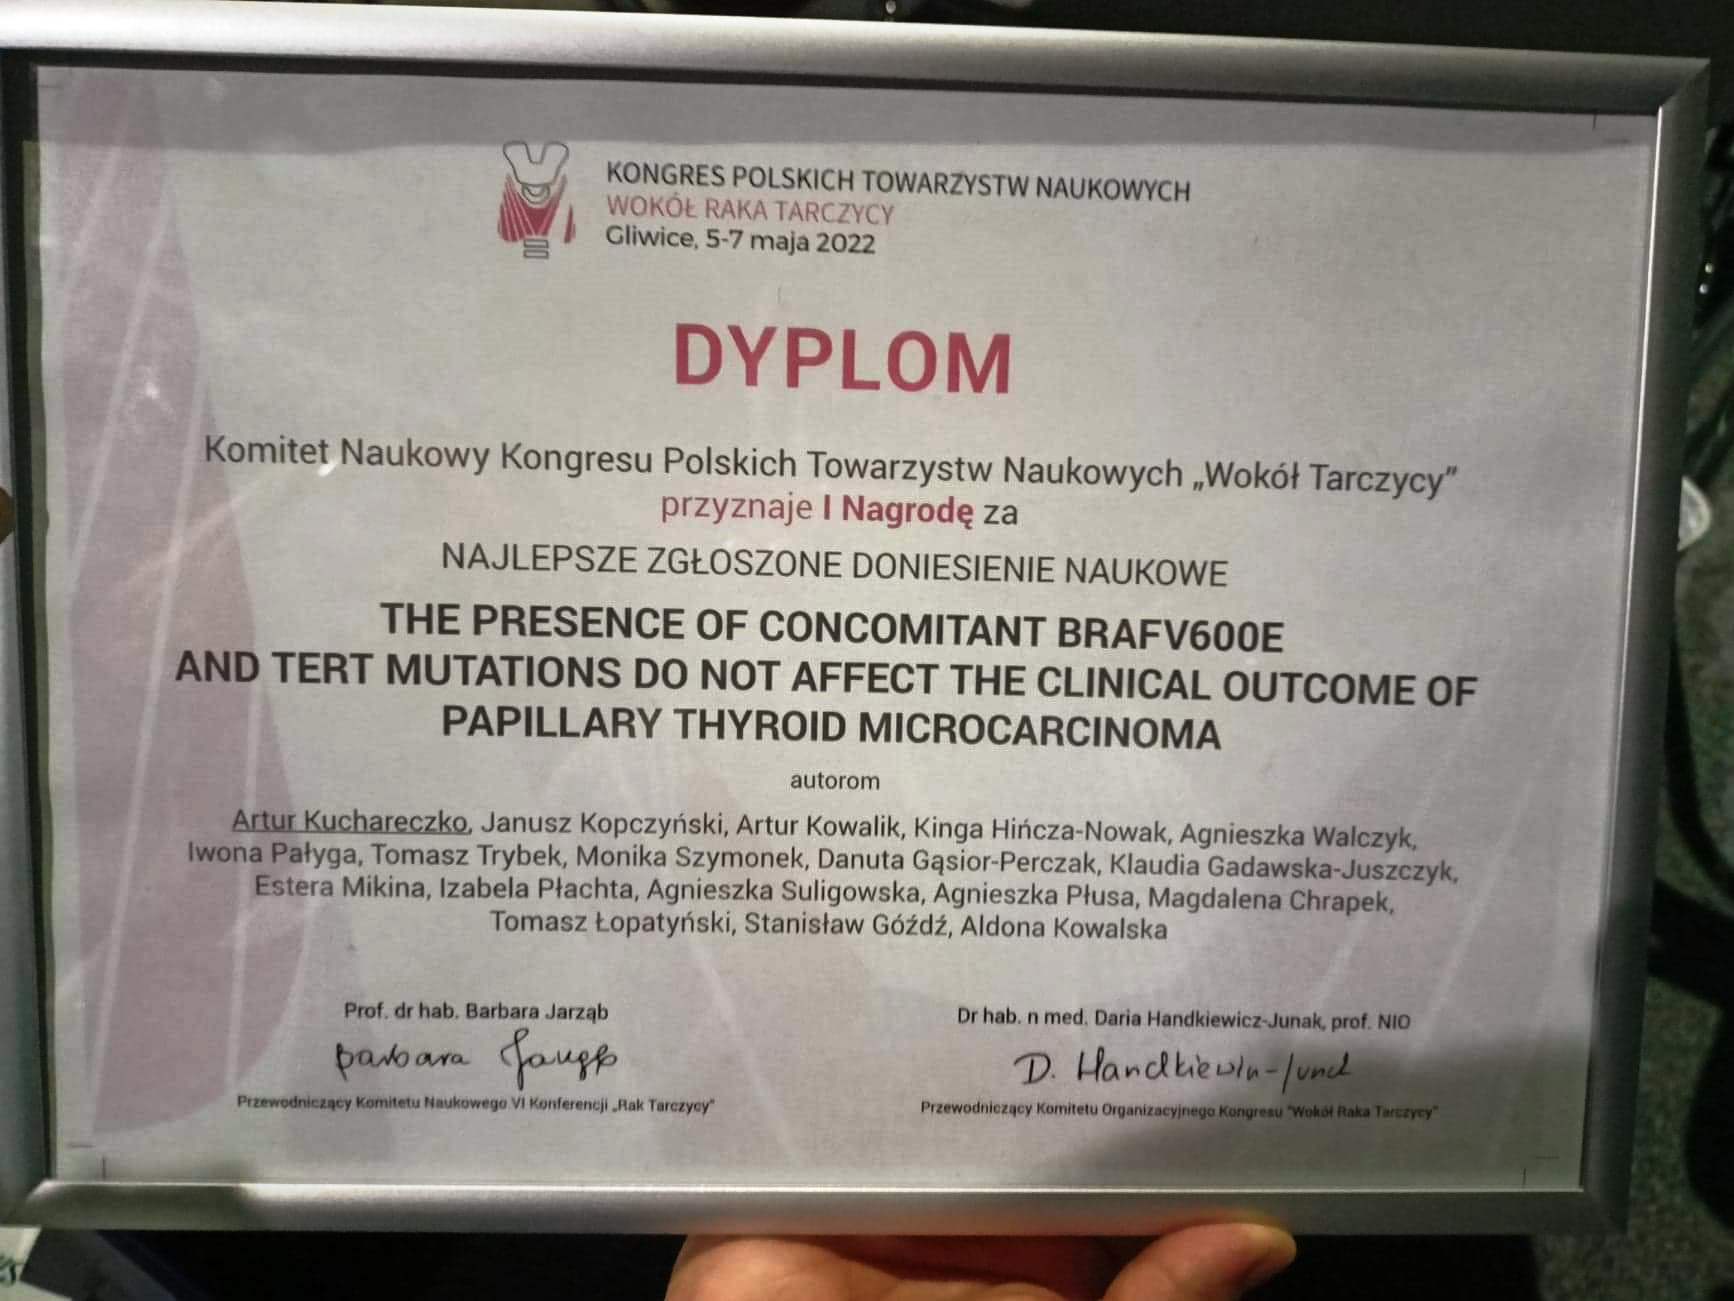 KONGRES POLSKICH TOWARZYSTW NAUKOWYCH
WOKÓŁ RAKA TARCZYCY
Gliwice, 5-7 maja 2022
DYPLOM
Komitet Naukowy Kongresu Polskich Towarzystw Naukowych „Wokół Tarczycy”
przyznaje I Nagrodę za
NAJLEPSZE ZGŁOSZONE DONIESIENIE NAUKOWE
THE PRESENCE OF CONCOMITANT BRAFV600E
AND TERT MUTATIONS DO NOT AFFECT THE CLINICAL OUTCOME OF
PAPILLARY THYROID MICROCARCINOMA
autorom
Artur Kuchareczko, Janusz Kopczyński, Artur Kowalik, Kinga Hińcza-Nowak, Agnieszka Walczyk,
Iwona Pałyga, Tomasz Trybek, Monika Szymonek, Danuta Gąsior-Perczak, Klaudia Gadawska-Juszczyk,
Estera Mikina, Izabela Płachta, Agnieszka Suligowska, Agnieszka Płusa, Magdalena Chrapek,
Tomasz Łopatyński, Stanisław Góźdź, Aldona Kowalska
Prof. dr hab. Barbara Jarząb
Barbara Jarząb
Przewodniczący Komitetu Naukowego VI Konferencji „Rak Tarczycy”
Dr hab. n med. Daria Handkiewicz-Junak, prof. NIO
D. Handkiewicz-Junak
Przewodniczący Komitetu Organizacyjnego Kongresu "Wokół Raka Tarczycy"